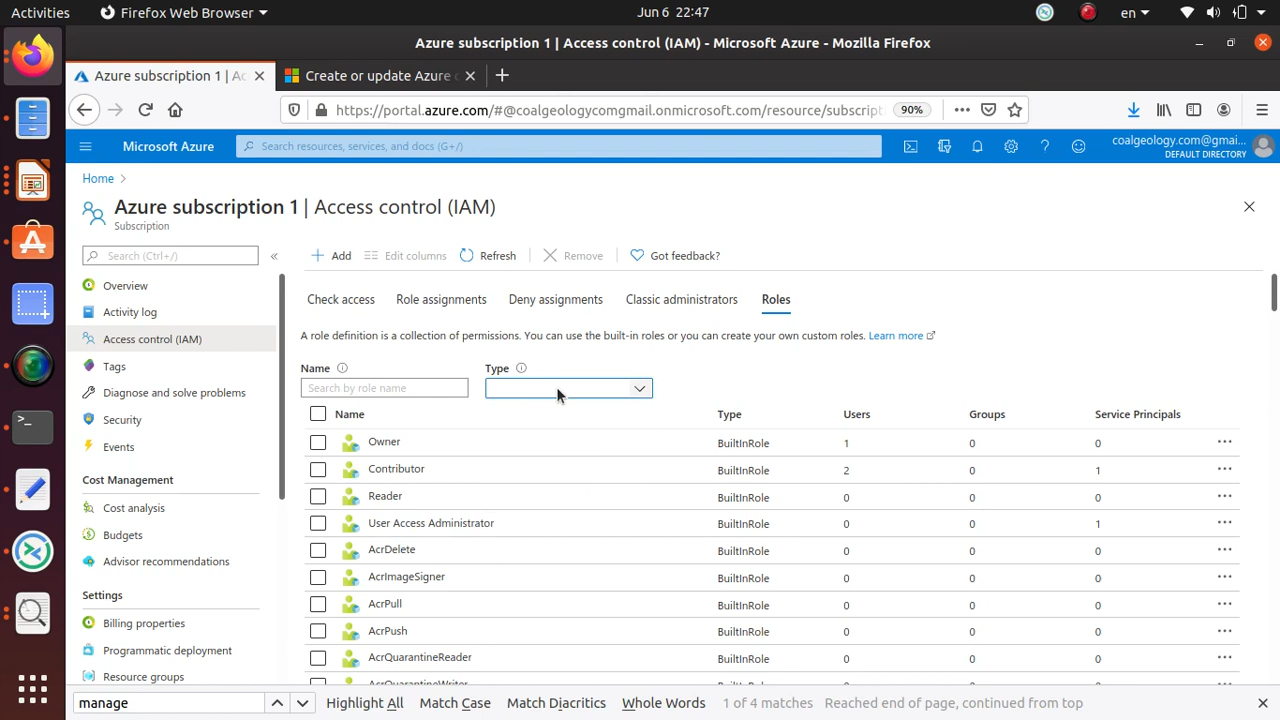 Activities
Firefox Web Browser
Jun 6 22:47
en
Azure subscription 1 | Access control (IAM) - Microsoft Azure - Mozilla Firefox
Azure subscription 1 | Ac
Create or update Azure c
https://portal.azure.com/#@coalgeologycomgmail.onmicrosoft.com/resource/subscript
90%
Microsoft Azure
Search resources, services, and docs (G+/)
coalgeology.com@gmai...
DEFAULT DIRECTORY
Home
Azure subscription 1 | Access control (IAM)
Subscription
Search (Ctrl+/)
Overview
Activity log
Access control (IAM)
Tags
Diagnose and solve problems
Security
Events
Cost Management
Cost analysis
Budgets
Advisor recommendations
Settings
Billing properties
Programmatic deployment
Resource groups
Add
Edit columns
Refresh
Remove
Got feedback?
Check access
Role assignments
Deny assignments
Classic administrators
Roles
A role definition is a collection of permissions. You can use the built-in roles or you can create your own custom roles. Learn more
Name
Type
Search by role name
Name Type Users Groups Service Principals
Owner BuiltInRole 1 0 0
Contributor BuiltInRole 2 0 1
Reader BuiltInRole 0 0 0
User Access Administrator BuiltInRole 0 0 1
AcrDelete BuiltInRole 0 0 0
AcrImageSigner BuiltInRole 0 0 0
AcrPull BuiltInRole 0 0 0
AcrPush BuiltInRole 0 0 0
AcrQuarantineReader BuiltInRole 0 0 0
AcrQuarantineWriter
manage
Highlight All
Match Case
Match Diacritics
Whole Words
1 of 4 matches
Reached end of page, continued from top